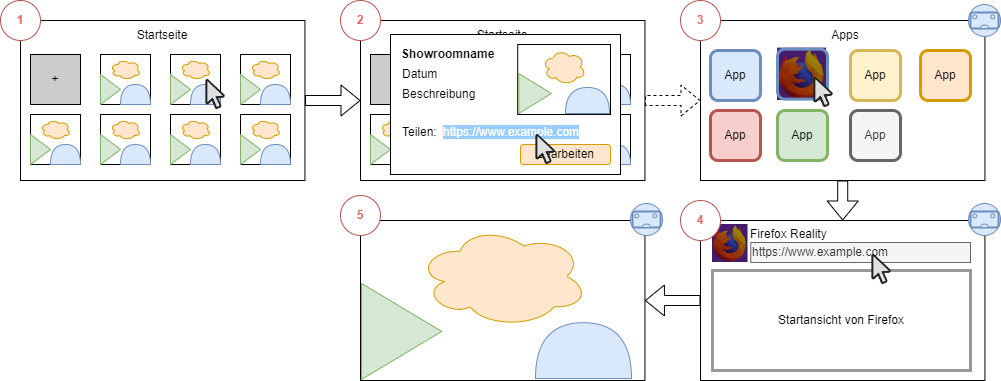 1
Startseite
+
2
Startseite
Showroomname
Datum
Beschreibung
Teilen: https://www.example.com
arbeiten
3
Apps
App
App
App
App
App
App
4
Firefox Reality
https://www.example.com
Startansicht von Firefox
5